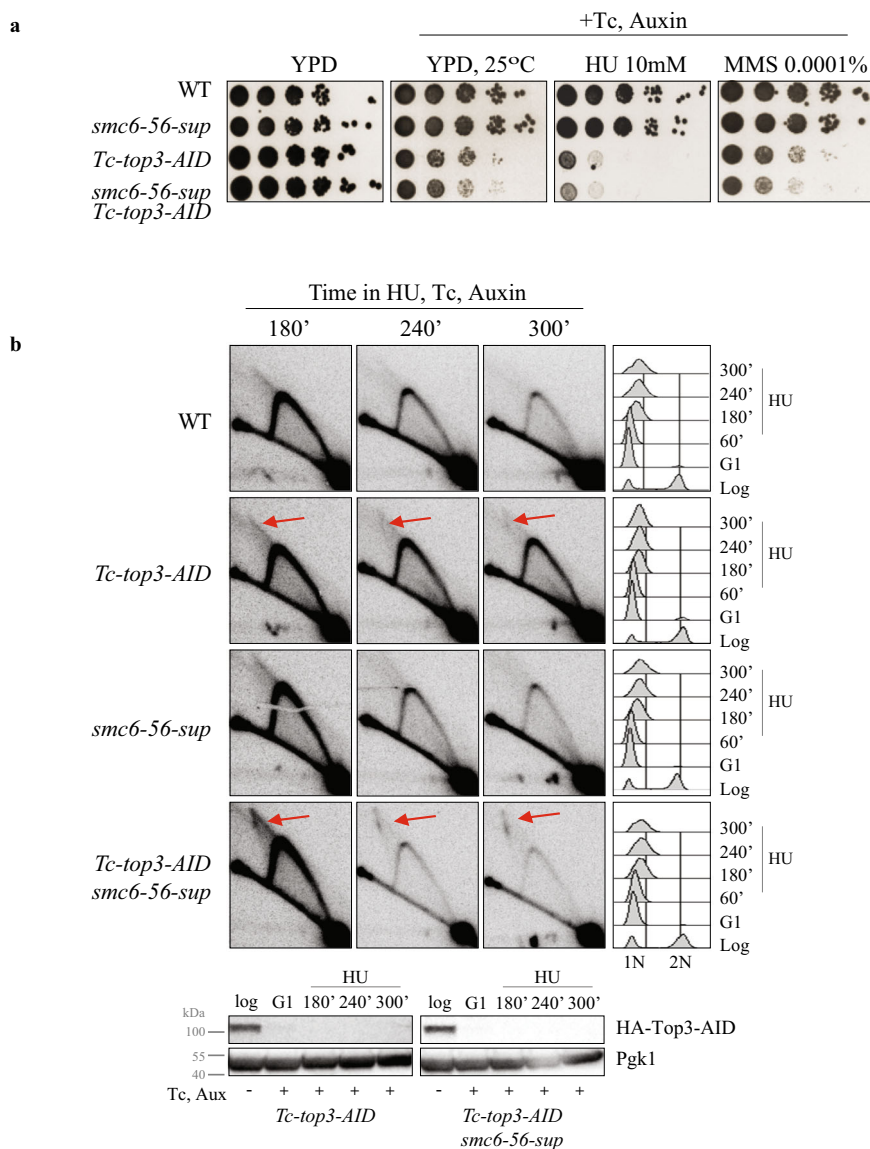 a
+Tc, Auxin
YPD YPD, 25°C HU 10mM MMS 0.0001%
WT
smc6-56-sup
Tc-top3-AID
smc6-56-sup
Tc-top3-AID
b
Time in HU, Tc, Auxin
180’ 240’ 300’
WT
300’
240’
180’
60’
G1
Log
HU
Tc-top3-AID
300’
240’
180’
60’
G1
Log
HU
smc6-56-sup
300’
240’
180’
60’
G1
Log
HU
Tc-top3-AID
smc6-56-sup
300’
240’
180’
60’
G1
Log
HU
1N 2N
HU HU
log G1 180’ 240’ 300’ log G1 180’ 240’ 300’
kDa
100
HA-Top3-AID
55
40
Pgk1
Tc, Aux - + + + + - + + + +
Tc-top3-AID Tc-top3-AID
smc6-56-sup